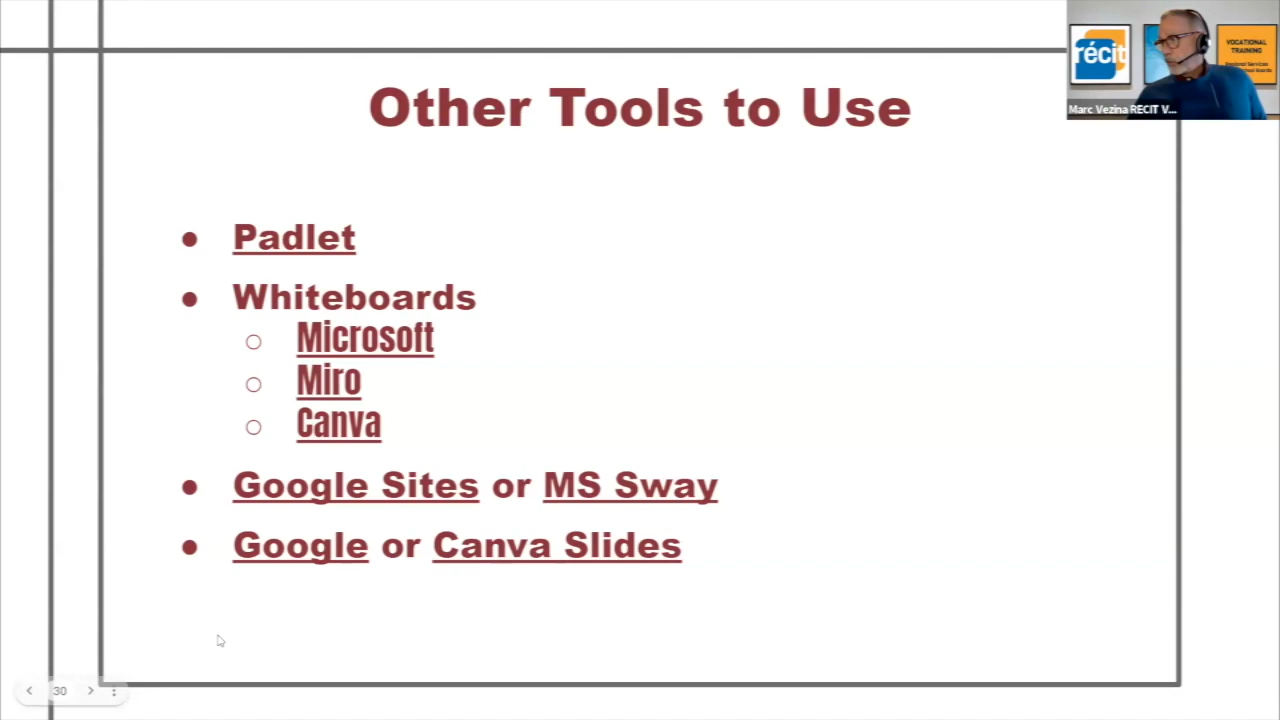 Other Tools to Use
récit
VOCATIONAL
TRAINING
Marc Vezina RECIT V...
● Padlet
● Whiteboards
○ Microsoft
○ Miro
○ Canva
● Google Sites or MS Sway
● Google or Canva Slides
30